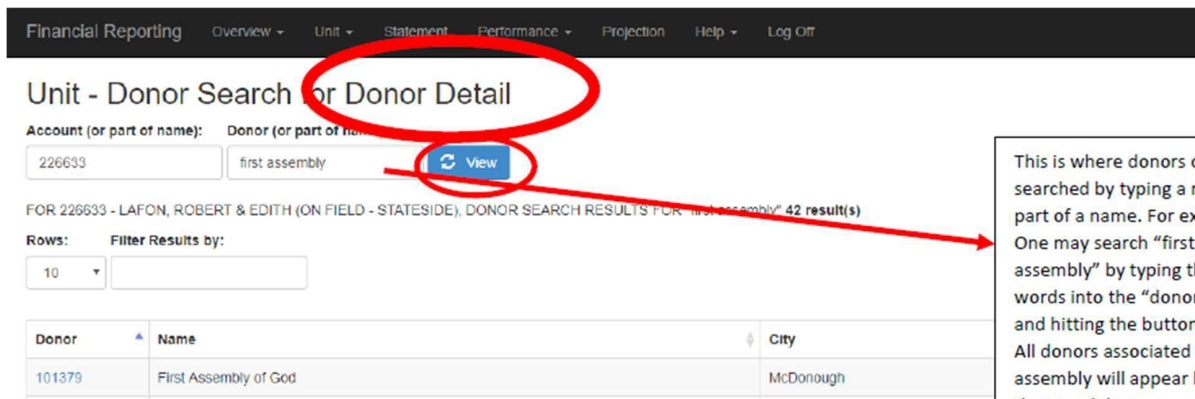 Financial Reporting Overview Unit Statement Performance Projection Help Log Off
Unit - Donor Search for Donor Detail
Account (or part of name): Donor (or part of name
226633 first assembly View
FOR 226633 - LAFON, ROBERT & EDITH (ON FIELD - STATESIDE), DONOR SEARCH RESULTS FOR "first assembly" 42 result(s)
Rows: Filter Results by:
10
Donor Name City
101379 First Assembly of God McDonough
This is where donors
searched by typing a
part of a name. For
One may search “first
assembly” by typing
words into the
and hitting the
All donors associated
assembly will appear